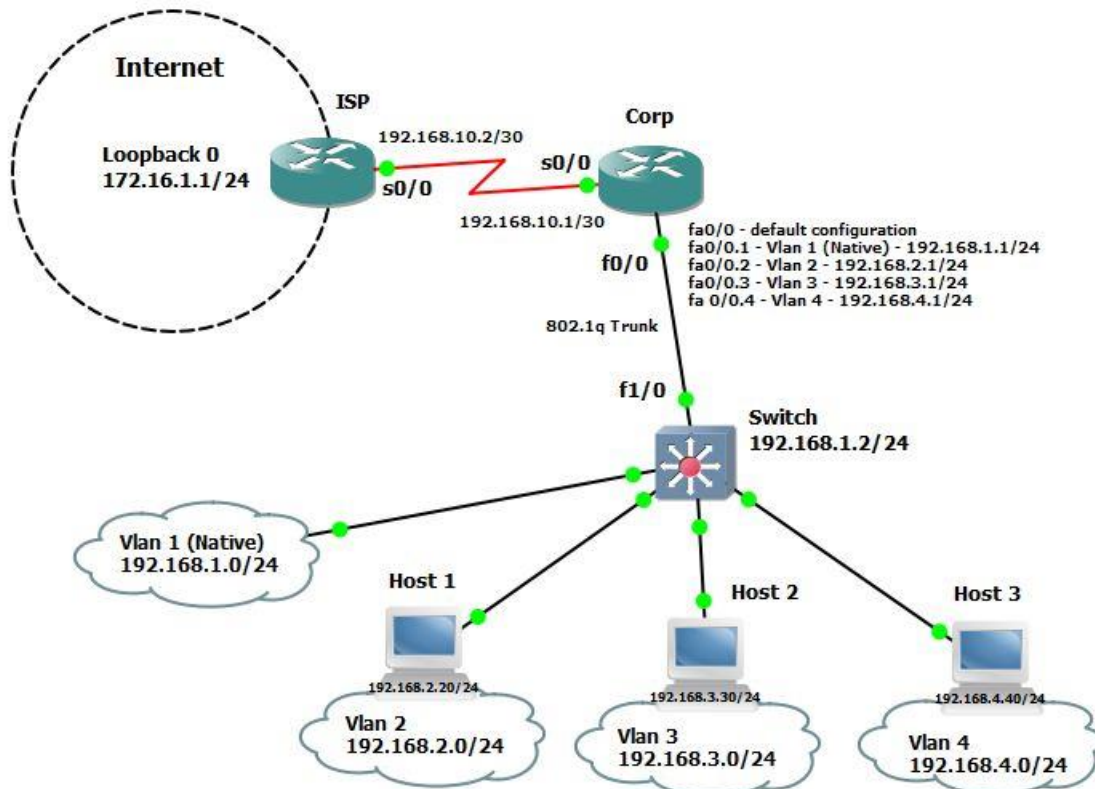 Internet
ISP
Loopback 0
172.16.1.1/24
192.168.10.2/30
s0/0
Corp
s0/0
192.168.10.1/30
f0/0
fa0/0 - default configuration
fa0/0.1 - Vlan 1 (Native) - 192.168.1.1/24
fa0/0.2 - Vlan 2 - 192.168.2.1/24
fa0/0.3 - Vlan 3 - 192.168.3.1/24
fa 0/0.4 - Vlan 4 - 192.168.4.1/24
802.1q Trunk
f1/0
Switch
192.168.1.2/24
Vlan 1 (Native)
192.168.1.0/24
Host 1
Host 2
Host 3
192.168.2.20/24
192.168.3.30/24
192.168.4.40/24
Vlan 2
192.168.2.0/24
Vlan 3
192.168.3.0/24
Vlan 4
192.168.4.0/24